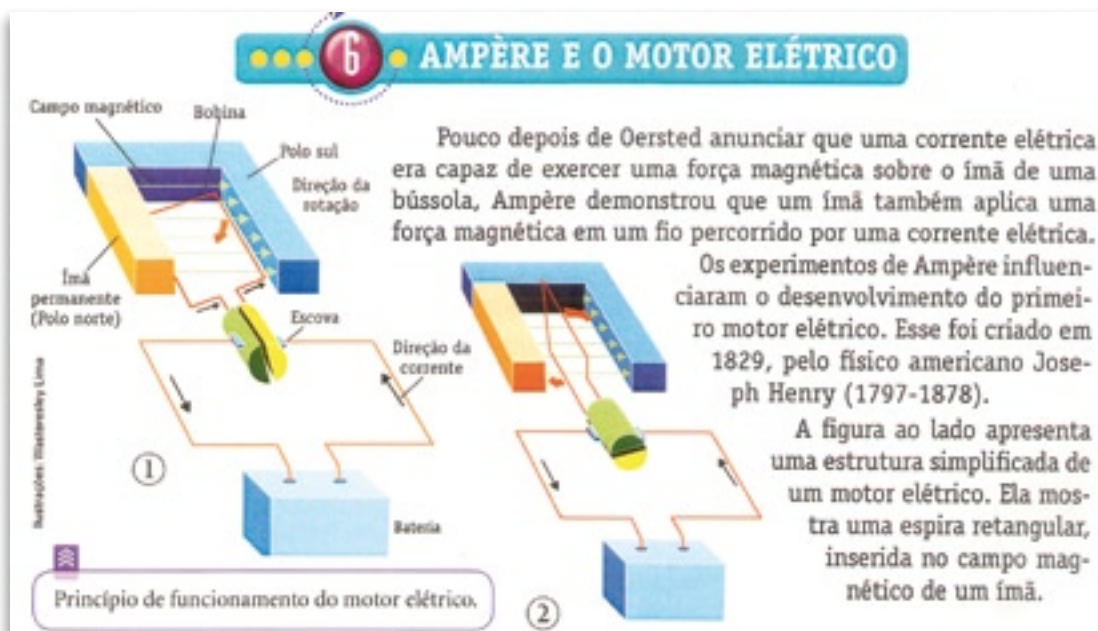 6 AMPÈRE E O MOTOR ELÉTRICO
Campo magnético
Bobina
Polo sul
Direção da
rotação
Ímã
permanente
(Polo norte)
Escova
Direção da
corrente
1
Bateria
Ilustrações: Wasteresley Lima
Princípio de funcionamento do motor elétrico.
2
Pouco depois de Oersted anunciar que uma corrente elétrica
era capaz de exercer uma força magnética sobre o ímã de uma
bússola, Ampère demonstrou que um ímã também aplica uma
força magnética em um fio percorrido por uma corrente elétrica.
Os experimentos de Ampère influen-
ciaram o desenvolvimento do primei-
ro motor elétrico. Esse foi criado em
1829, pelo físico americano Jose-
ph Henry (1797-1878).
A figura ao lado apresenta
uma estrutura simplificada de
um motor elétrico. Ela mos-
tra uma espira retangular,
inserida no campo mag-
nético de um ímã.